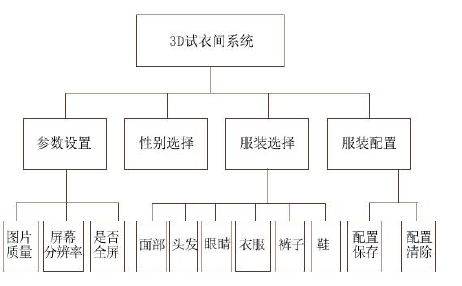 3D试衣间系统
参数设置
性别选择
服装选择
服装配置
图片
质量
屏幕
分辨率
是否
全屏
面部
头发
眼睛
衣服
裤子
鞋
配置
保存
配置
清除